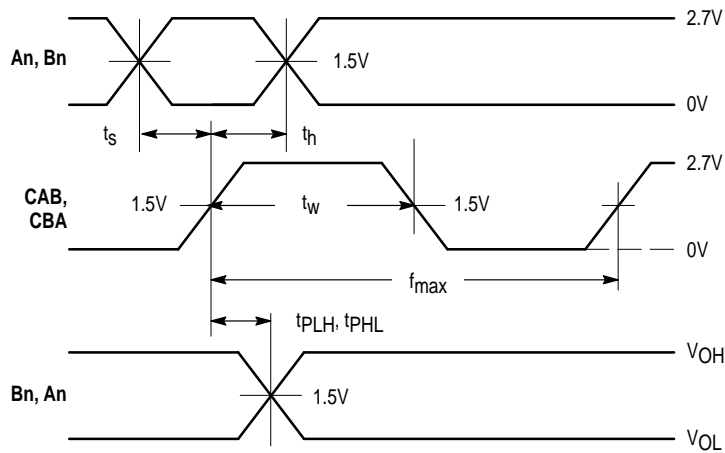 2.7V
An, Bn
1.5V
0V
ts
th
2.7V
CAB,
CBA
1.5V
tw
1.5V
0V
fmax
tPLH, tPHL
VOH
Bn, An
1.5V
VOL